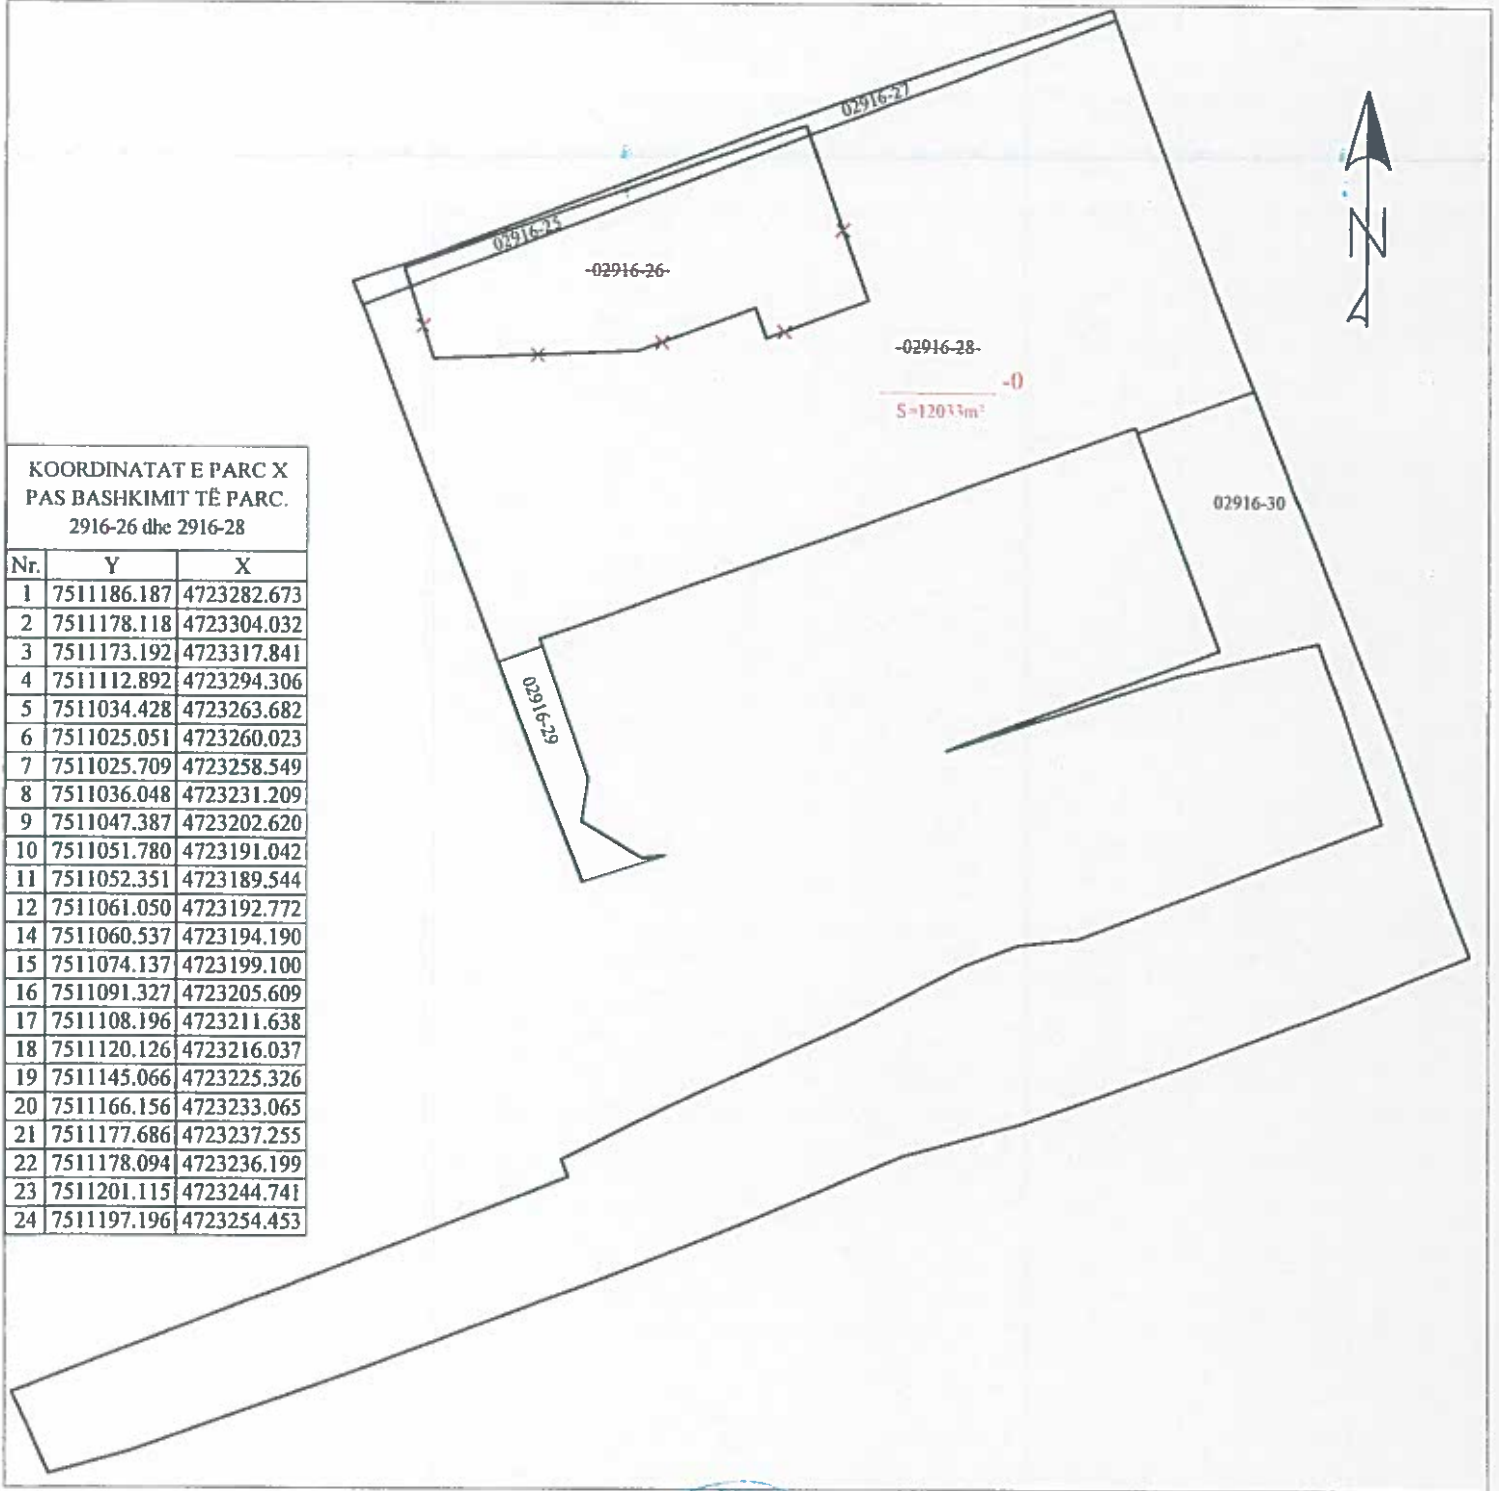 02916-27
02916-25
-02916-26-
-02916-28-
-0
S=12033m²
N
02916-30
02916-29
KOORDINATAT E PARC X
PAS BASHKIMIT TË PARC.
2916-26 dhe 2916-28
Nr. Y X
1 7511186.187 4723282.673
2 7511178.118 4723304.032
3 7511173.192 4723317.841
4 7511112.892 4723294.306
5 7511034.428 4723263.682
6 7511025.051 4723260.023
7 7511025.709 4723258.549
8 7511036.048 4723231.209
9 7511047.387 4723202.620
10 7511051.780 4723191.042
11 7511052.351 4723189.544
12 7511061.050 4723192.772
14 7511060.537 4723194.190
15 7511074.137 4723199.100
16 7511091.327 4723205.609
17 7511108.196 4723211.638
18 7511120.126 4723216.037
19 7511145.066 4723225.326
20 7511166.156 4723233.065
21 7511177.686 4723237.255
22 7511178.094 4723236.199
23 7511201.115 4723244.741
24 7511197.196 4723254.453